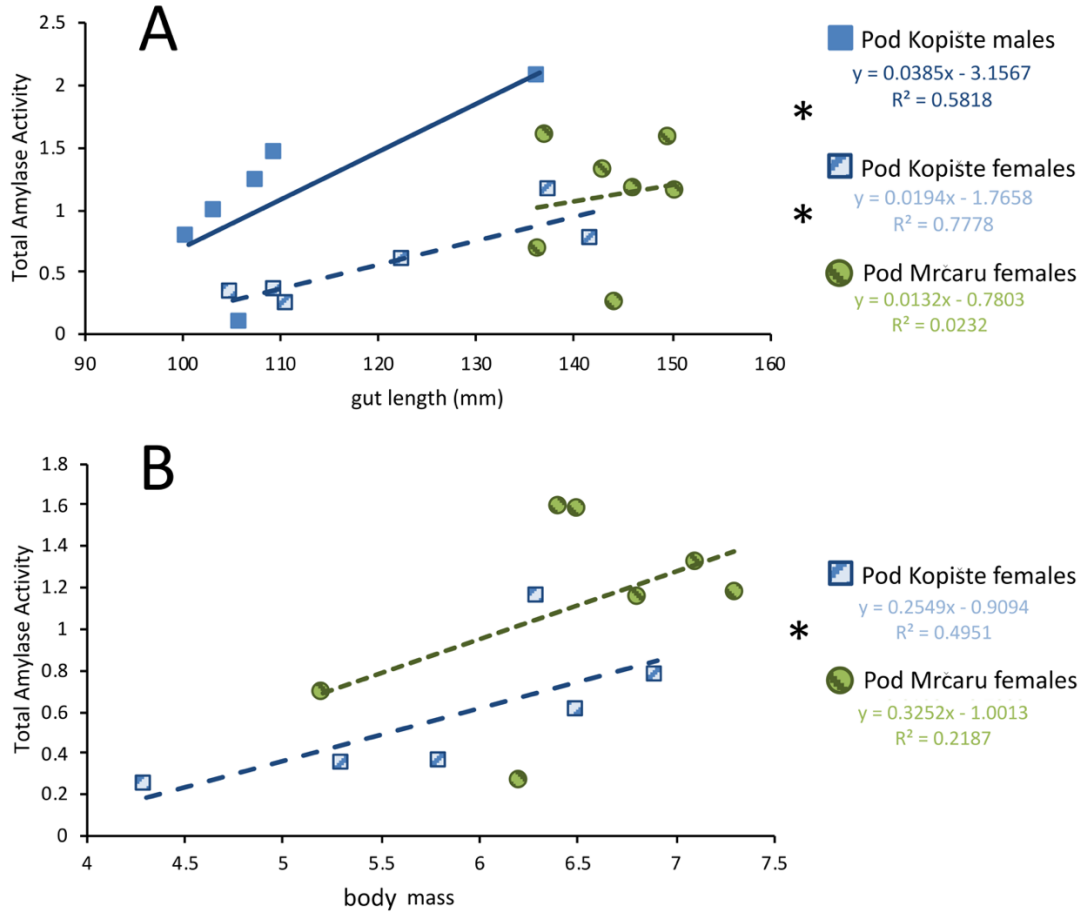 A
Total Amylase Activity
2.5
2
1.5
1
0.5
0
90 100 110 120 130 140 150 160
gut length (mm)
Pod Kopište males
y = 0.0385x - 3.1567
R² = 0.5818
*
Pod Kopište females
y = 0.0194x - 1.7658
R² = 0.7778
*
Pod Mrčaru females
y = 0.0132x - 0.7803
R² = 0.0232
B
Total Amylase Activity
1.8
1.6
1.4
1.2
1
0.8
0.6
0.4
0.2
0
4 4.5 5 5.5 6 6.5 7 7.5
body mass
Pod Kopište females
y = 0.2549x - 0.9094
R² = 0.4951
*
Pod Mrčaru females
y = 0.3252x - 1.0013
R² = 0.2187